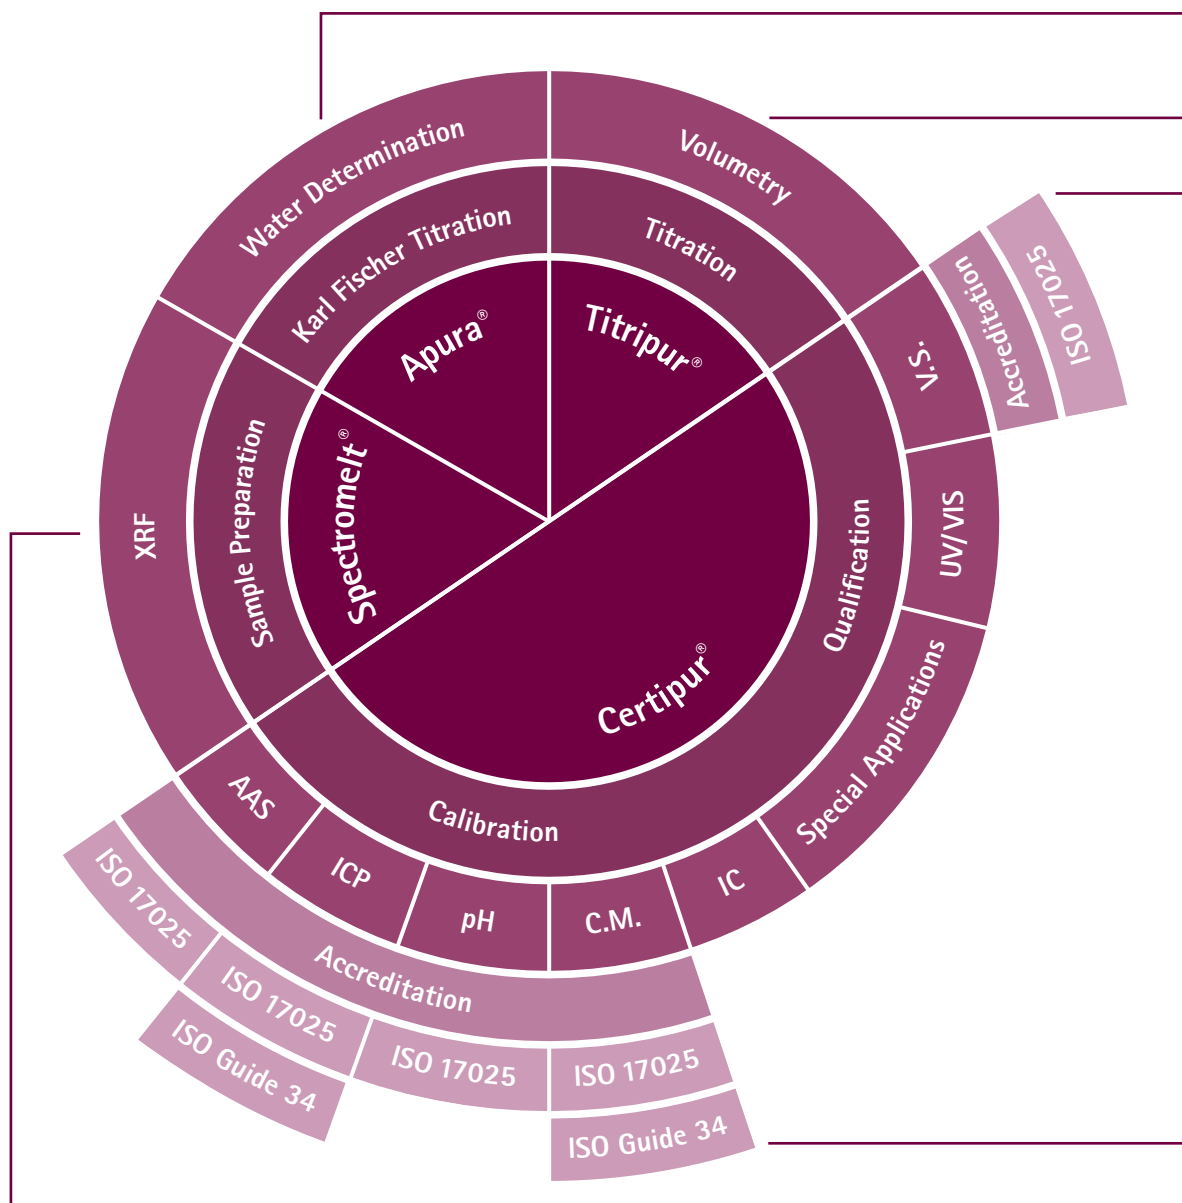 Water Determination
Volumetry
Karl Fischer Titration
Titration
Apura®
Titripur®
Accreditation
ISO 17025
V.S.
UV/VIS
XRF
Sample Preparation
Spectromelt®
Certipur®
Qualification
Special Applications
Calibration
AAS
ICP
pH
C.M.
IC
Accreditation
ISO 17025
ISO 17025
ISO 17025
ISO 17025
ISO Guide 34
ISO Guide 34